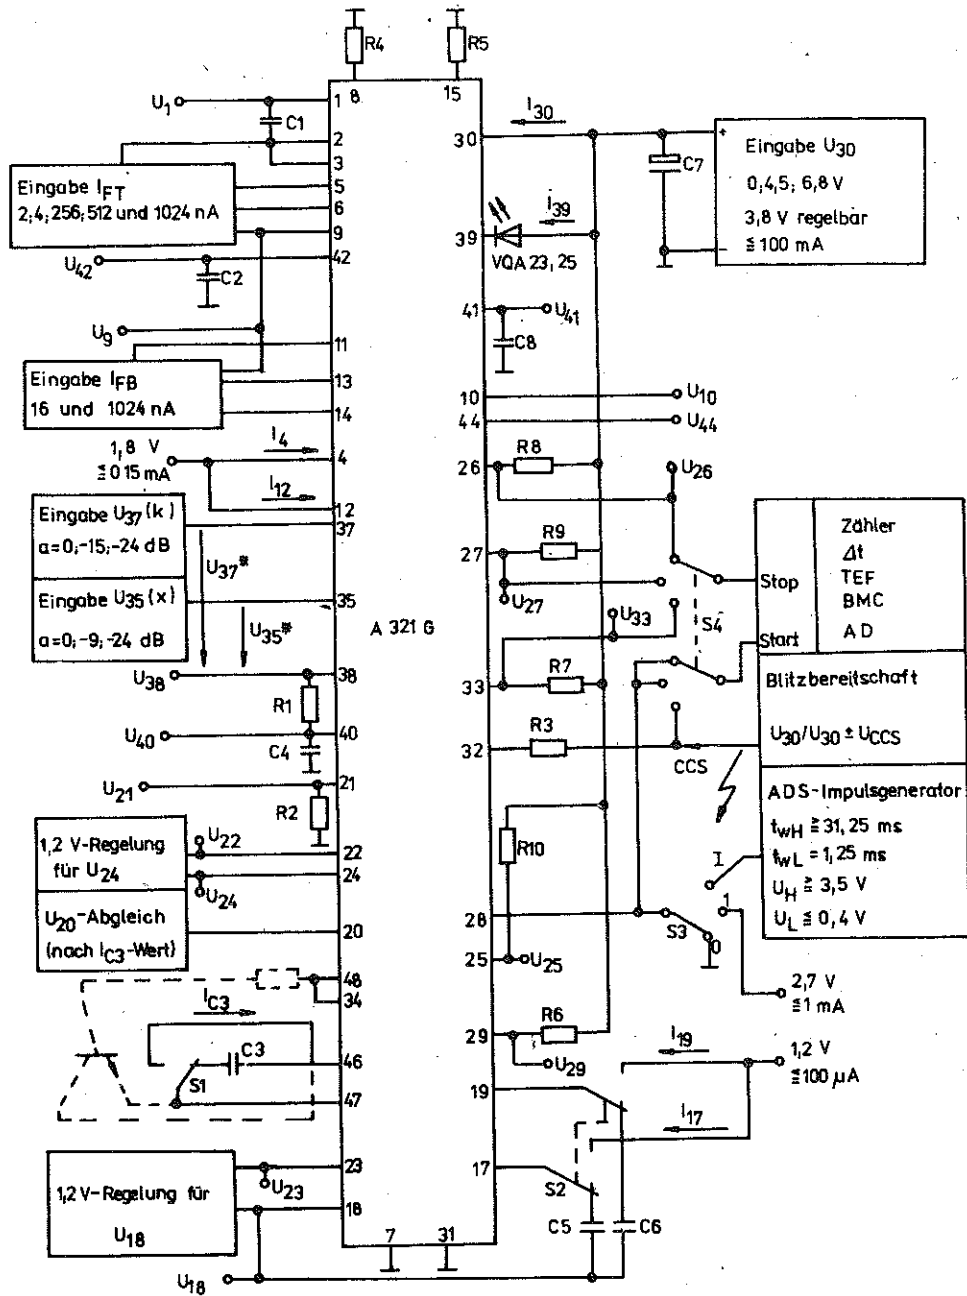 R4
R5
8
15
U1
1
C1
2
3
I30
30
Eingabe IFT
2;4;256;512 und 1024 nA
5
6
9
C7
+
Eingabe U30
0;4,5; 6,8 V
3,8 V regelbar
≦ 100 mA
−
I39
39
VQA 23, 25
U42
42
C2
41
U41
C8
U9
11
Eingabe IFB
16 und 1024 nA
13
14
10
U10
44
U44
1,8 V
≦ 0,15 mA
I4
4
I12
12
26
R8
U26
Eingabe U37 (k)
a=0;-15;-24 dB
37
U37*
Eingabe U35 (x)
a=0;-9;-24 dB
35
U35*
A 321 G
27
R9
U27
U33
S4
Stop
Start
Zähler
Δt
TEF
BMC
AD
U38
38
R1
33
R7
Blitzbereitschaft
U30/U30 ± UCCS
U40
40
C4
32
R3
CCS
U21
21
R2
ADS-Impulsgenerator
twH ≧ 31,25 ms
twL = 1,25 ms
UH ≧ 3,5 V
UL ≦ 0,4 V
R10
1,2 V-Regelung
für U24
U22
22
24
U24
I
1
S3
0
28
U20-Abgleich
(nach IC3-Wert)
20
25
U25
2,7 V
≦ 1 mA
48
34
IC3
C3
46
S1
47
29
R6
U29
I19
19
1,2 V
≦ 100 µA
I17
17
S2
1,2 V-Regelung für
U18
23
U23
18
C5
C6
7
31
U18